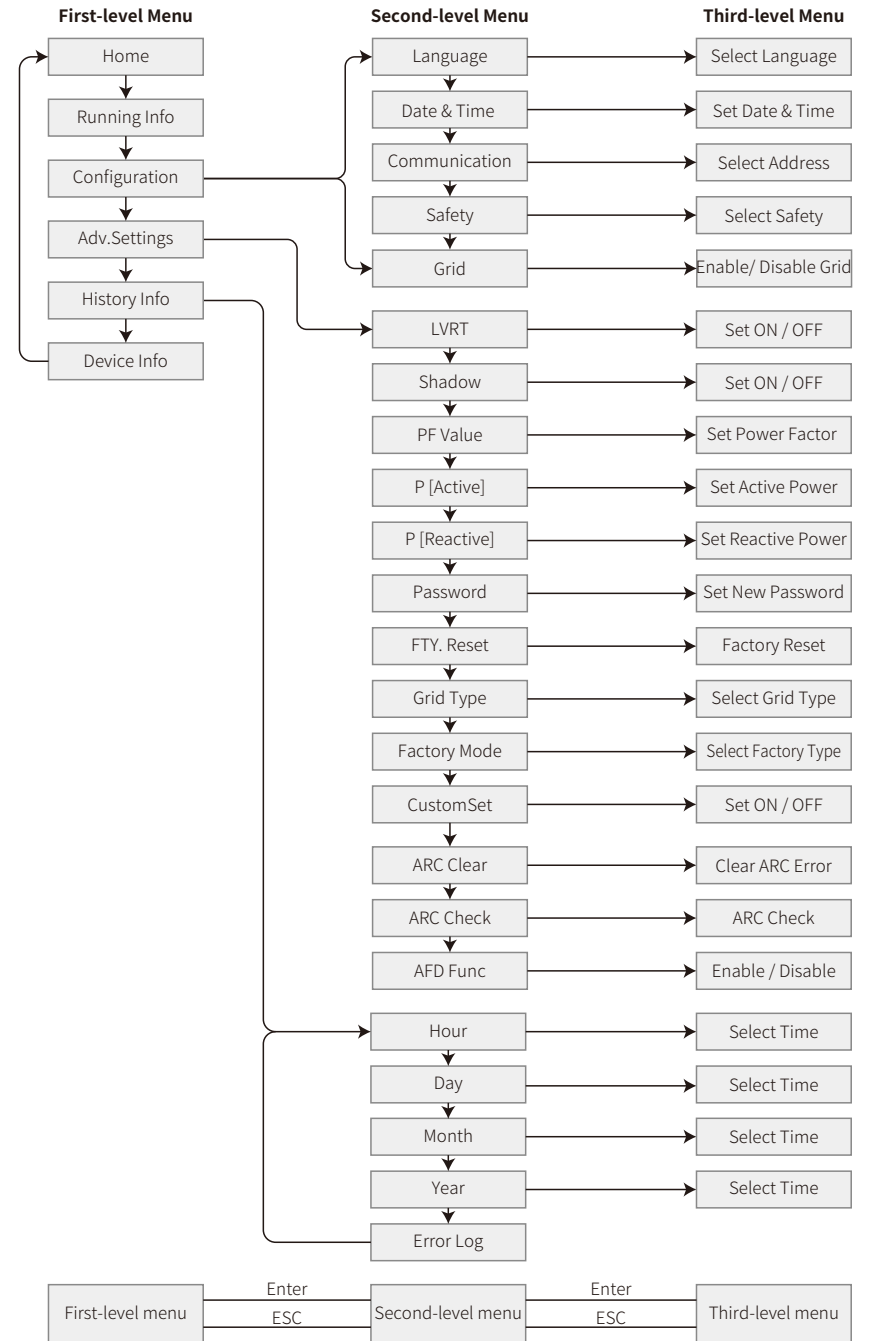 First-level Menu
Second-level Menu
Third-level Menu
Home
Running Info
Configuration
Adv.Settings
History Info
Device Info
Language
Select Language
Date & Time
Set Date & Time
Communication
Select Address
Safety
Select Safety
Grid
Enable/ Disable Grid
LVRT
Set ON / OFF
Shadow
Set ON / OFF
PF Value
Set Power Factor
P [Active]
Set Active Power
P [Reactive]
Set Reactive Power
Password
Set New Password
FTY. Reset
Factory Reset
Grid Type
Select Grid Type
Factory Mode
Select Factory Type
CustomSet
Set ON / OFF
ARC Clear
Clear ARC Error
ARC Check
ARC Check
AFD Func
Enable / Disable
Hour
Select Time
Day
Select Time
Month
Select Time
Year
Select Time
Error Log
First-level menu
Enter
ESC
Second-level menu
Enter
ESC
Third-level menu